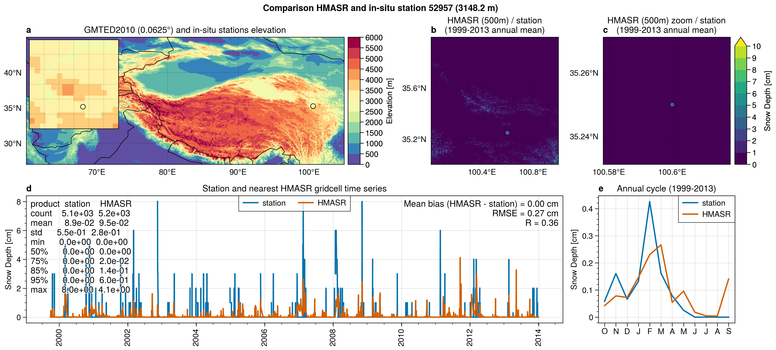 Comparison HMASR and in-situ station 52957 (3148.2 m)
a GMTED2010 (0.0625°) and in-situ stations elevation
40°N
35°N
30°N
70°E 80°E 90°E 100°E
6000
5500
5000
4500
4000
3500
3000
2500
2000
1500
1000
500
0
Elevation [m]
b HMASR (500m) / station
(1999-2013 annual mean)
35.6°N
35.2°N
100.4°E 100.8°E
c HMASR (500m) zoom / station
(1999-2013 annual mean)
35.26°N
35.24°N
100.58°E 100.6°E
10
9
8
7
6
5
4
3
2
1
0
Snow Depth [cm]
d Station and nearest HMASR gridcell time series
station HMASR
Mean bias (HMASR - station) = 0.00 cm
RMSE = 0.27 cm
R = 0.36
product station HMASR
count 5.1e+03 5.2e+03
mean 8.9e-02 9.5e-02
std 5.5e-01 2.8e-01
min 0.0e+00 0.0e+00
50% 0.0e+00 0.0e+00
75% 0.0e+00 2.0e-02
85% 0.0e+00 1.4e-01
95% 0.0e+00 6.0e-01
max 8.0e+00 4.1e+00
Snow Depth [cm]
8
6
4
2
0
2000 2002 2004 2006 2008 2010 2012 2014
e Annual cycle (1999-2013)
station
HMASR
Snow Depth [cm]
0.4
0.3
0.2
0.1
0
O N D J F M A M J J A S